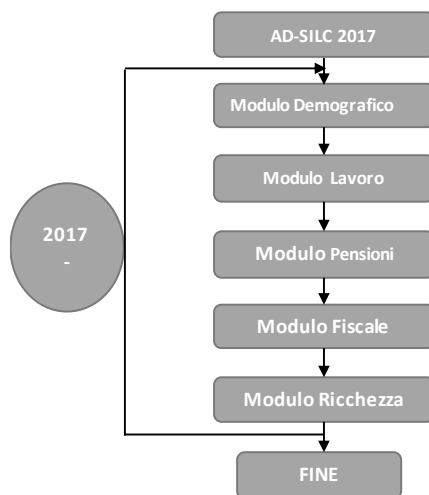 AD-SILC 2017
Modulo Demografico
Modulo Lavoro
2017
-
Modulo Pensioni
Modulo Fiscale
Modulo Ricchezza
FINE